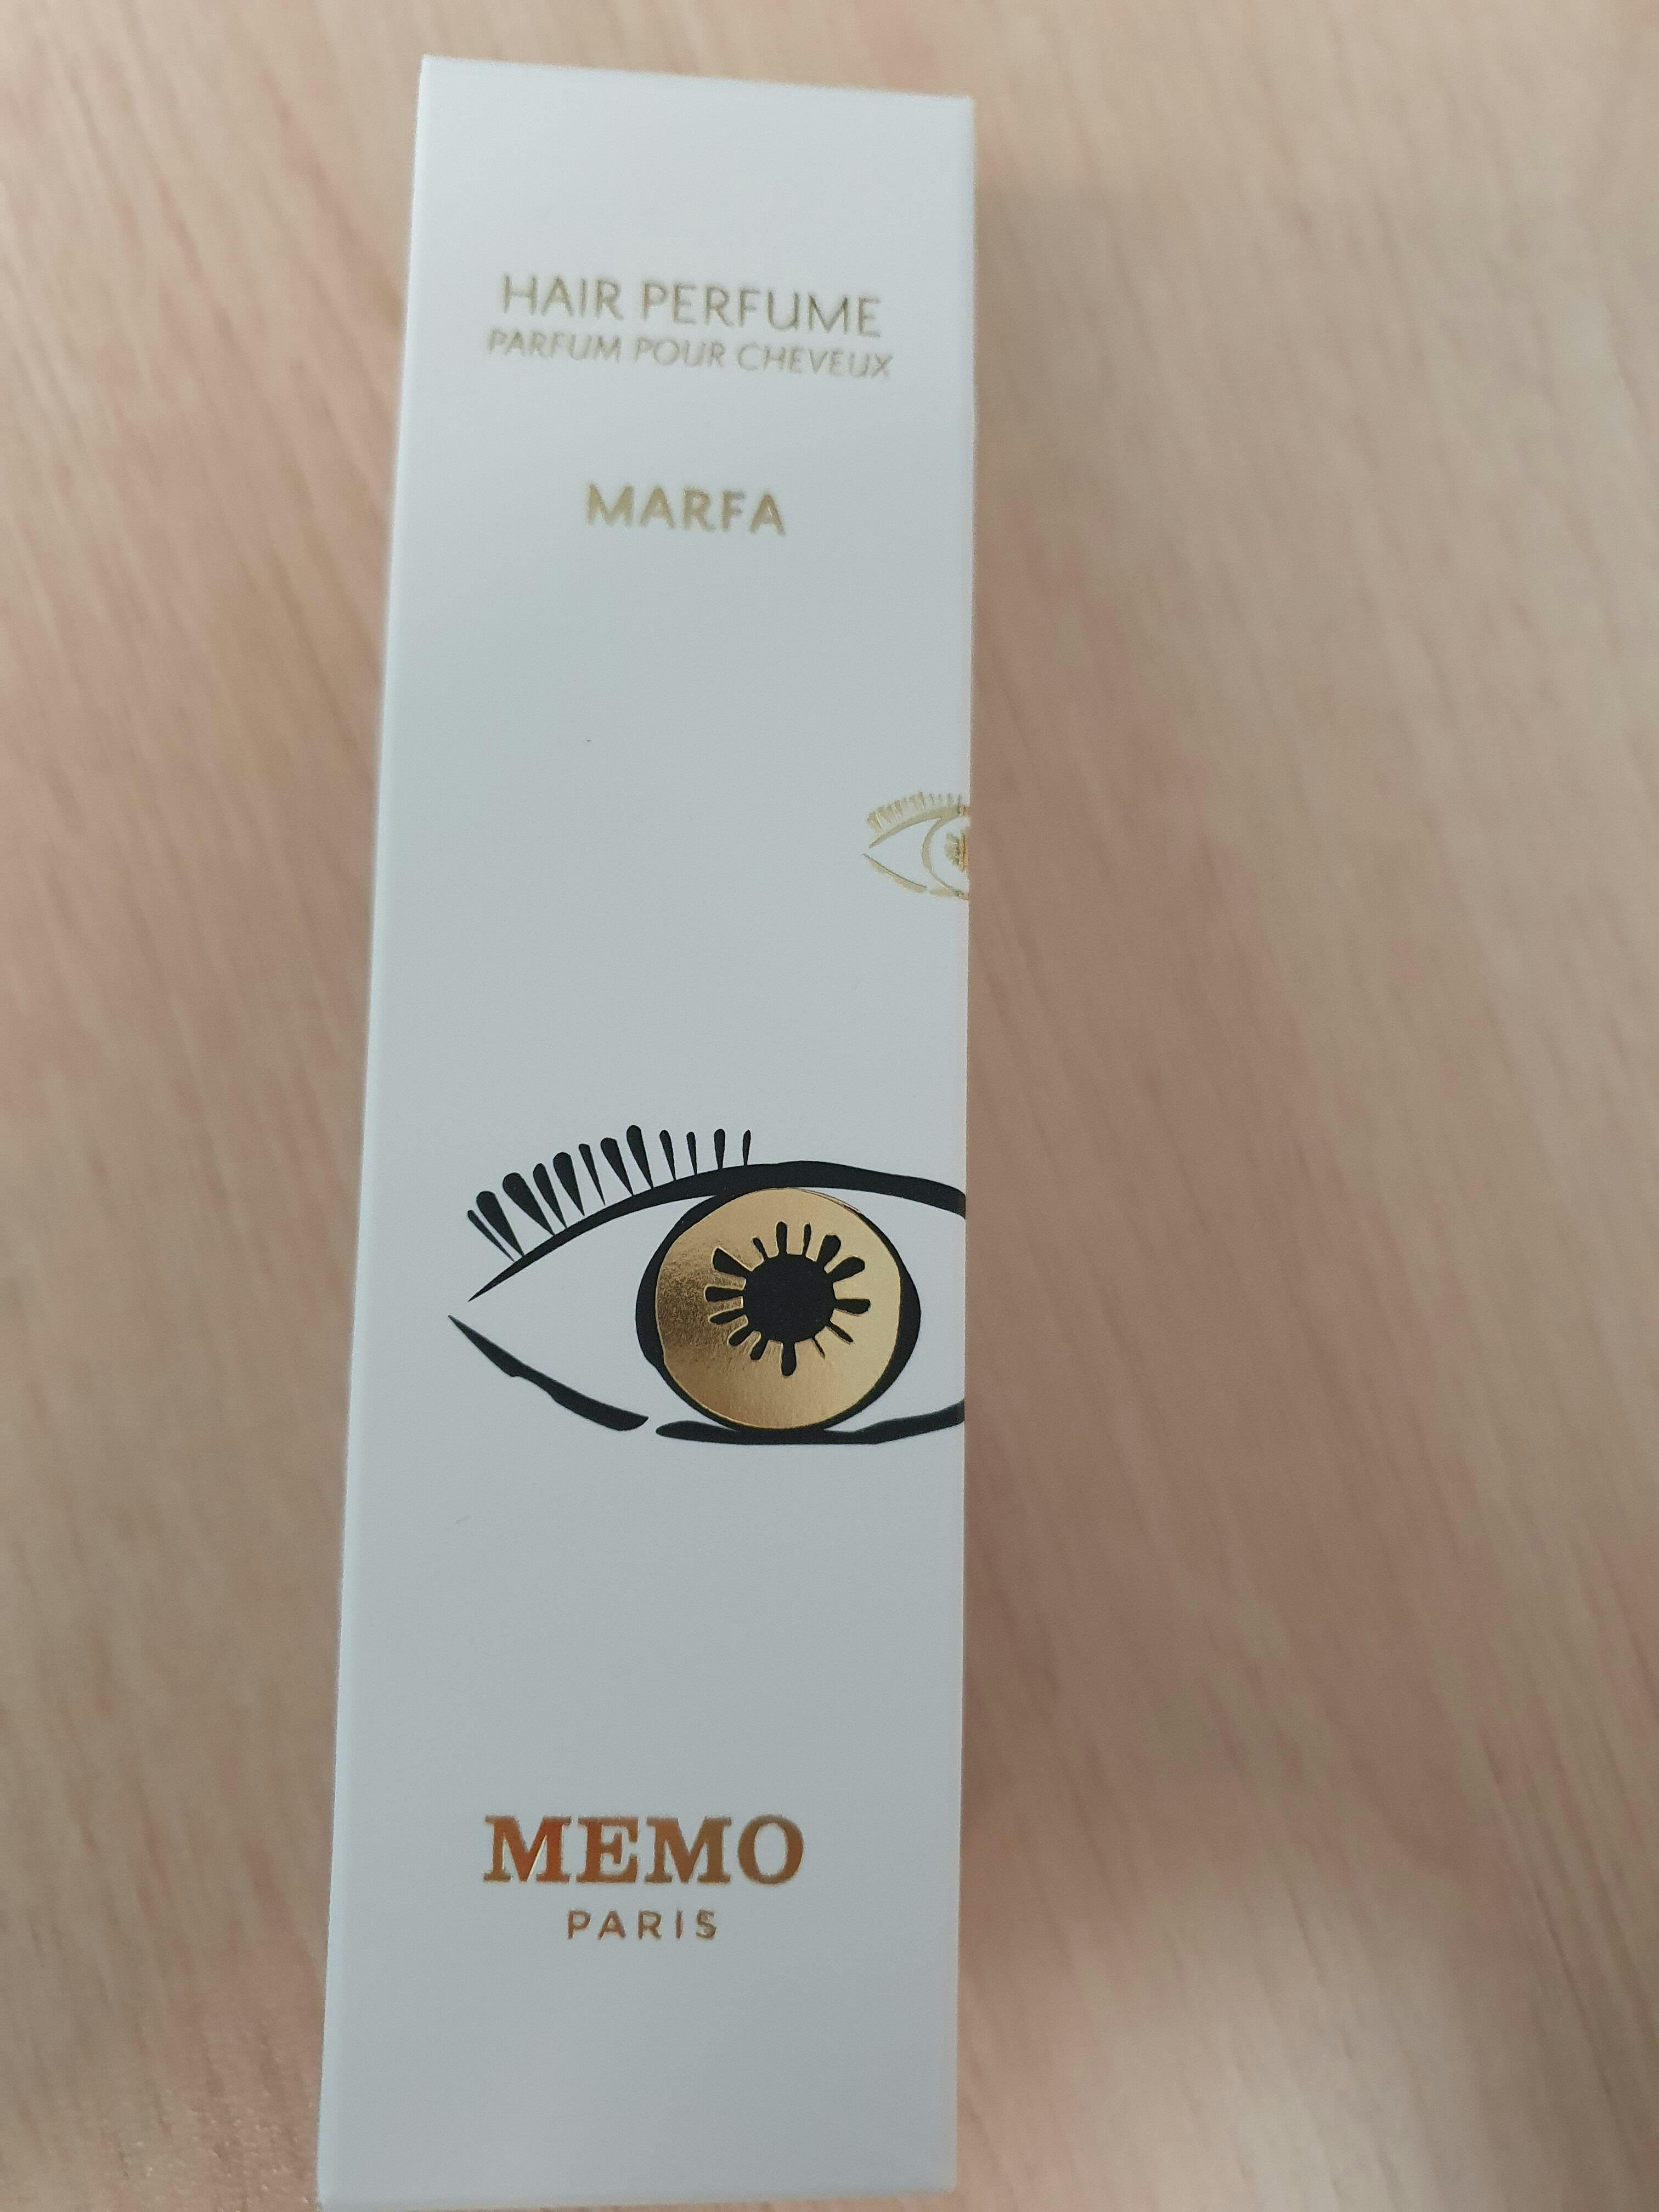 HAIR PERFUME
PARFUM POUR CHEVEUX
MARFA
MEMO
PARIS